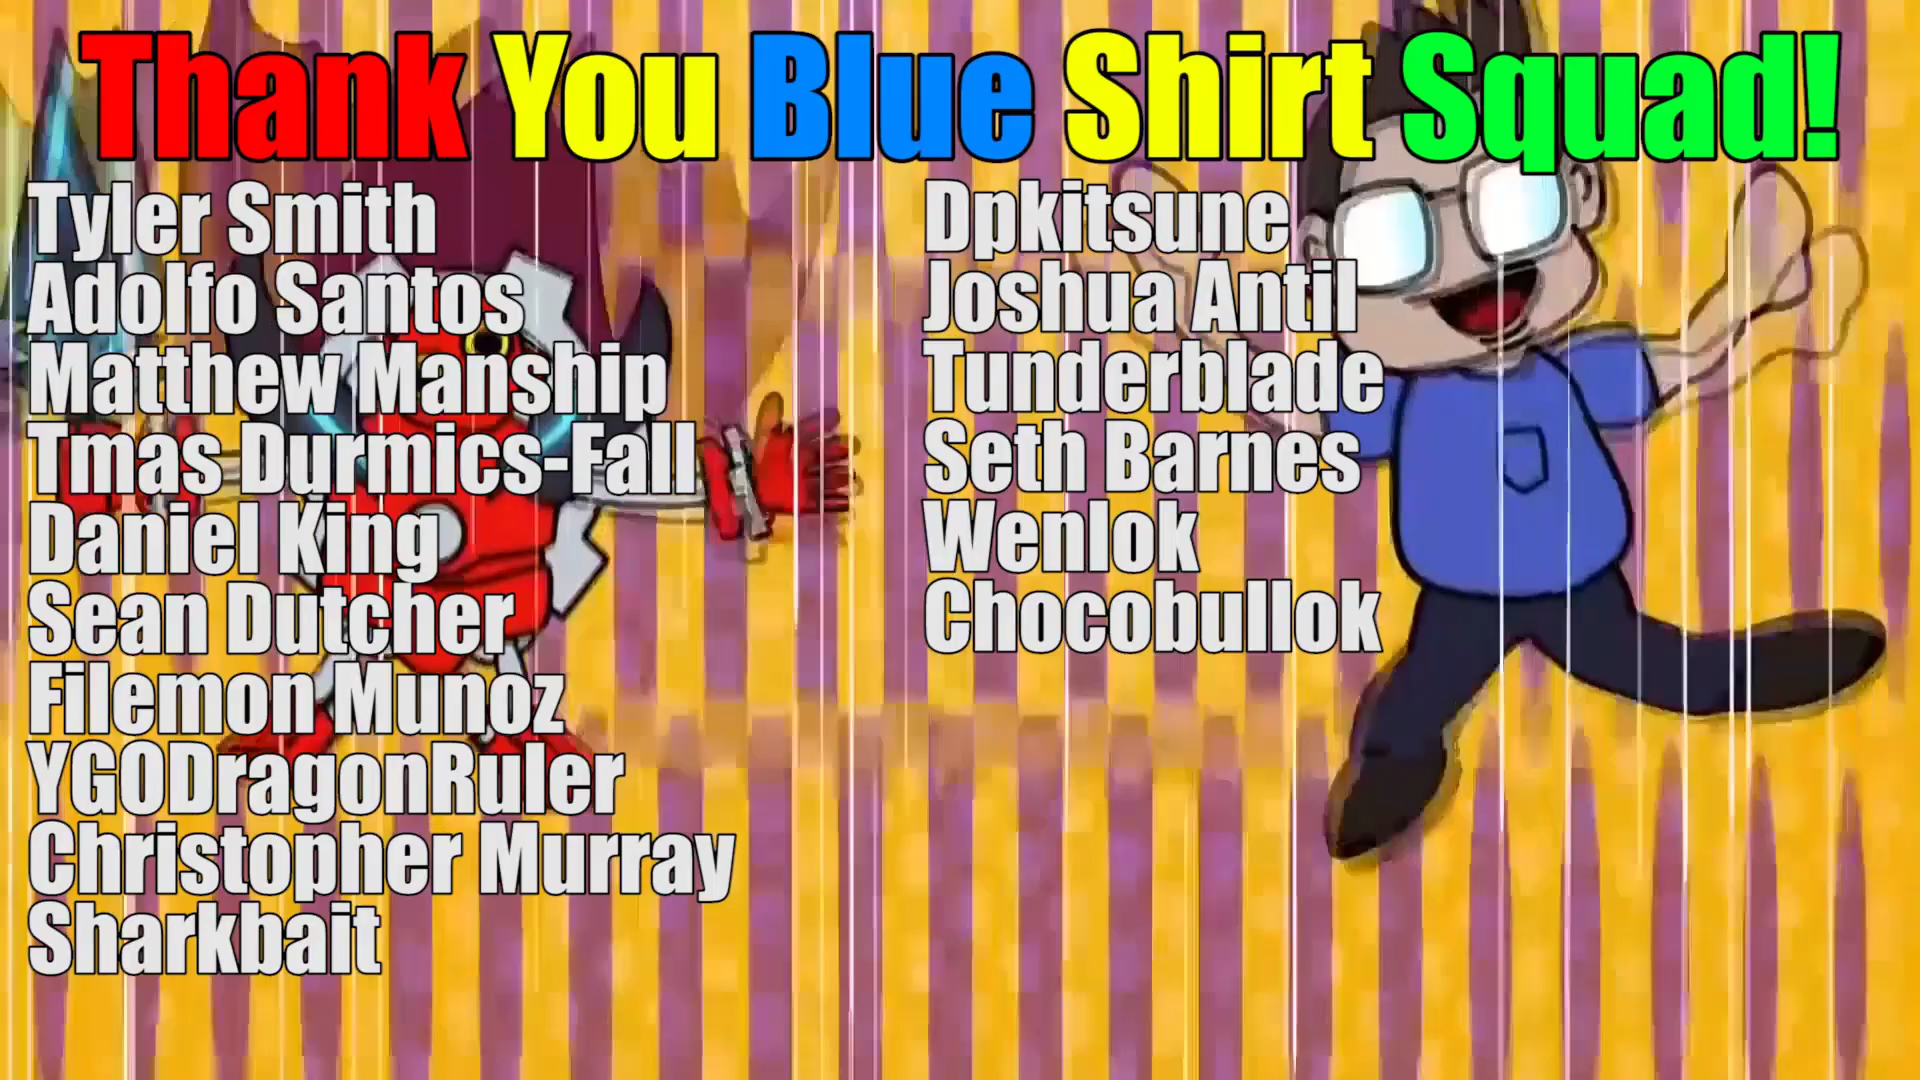 Thank You Blue Shirt Squad!
Tyler Smith
Adolfo Santos
Matthew Manship
Tmas Durmics-Fall
Daniel King
Sean Dutcher
Filemon Munoz
YGODragonRuler
Christopher Murray
Sharkbait
Dpkitsune
Joshua Antil
Tunderblade
Seth Barnes
Wenlok
Chocobullok